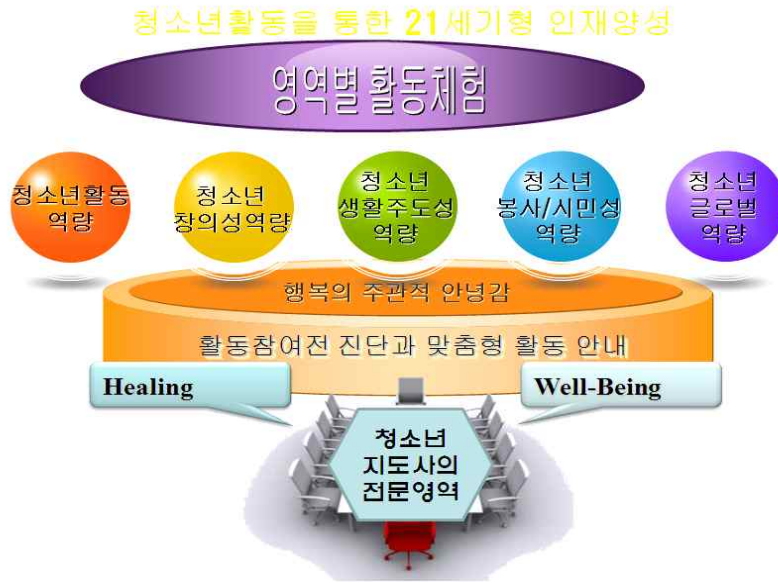 청소년활동을 통한 21세기형 인재양성
영역별 활동체험
청소년활동
역량
청소년
창의성역량
청소년
생활주도성
역량
청소년
봉사/시민성
역량
청소년
글로벌
역량
행복의 주관적 안녕감
활동참여전 진단과 맞춤형 활동 안내
Healing
Well-Being
청소년
지도사의
전문영역